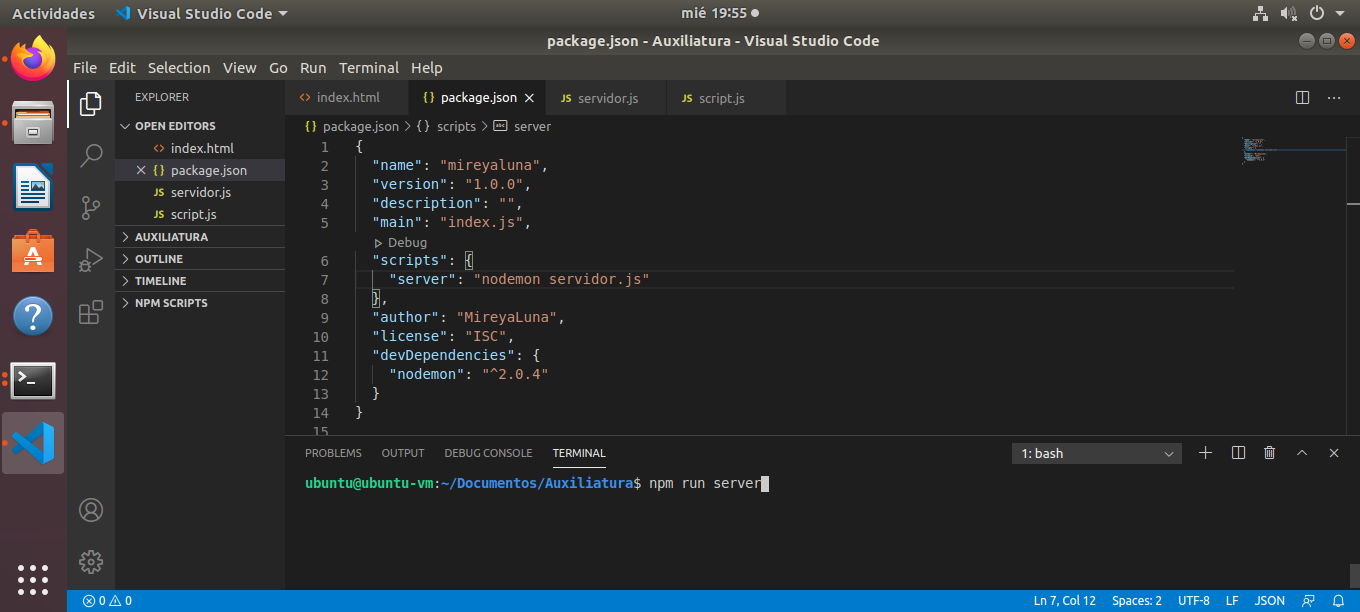 Actividades Visual Studio Code mié 19:55
package.json - Auxiliatura - Visual Studio Code
File Edit Selection View Go Run Terminal Help
EXPLORER
OPEN EDITORS
<> index.html
{} package.json
JS servidor.js
JS script.js
AUXILIATURA
OUTLINE
TIMELINE
NPM SCRIPTS
<> index.html {} package.json JS servidor.js JS script.js
{} package.json > {} scripts > abc server
1 {
2 "name": "mireyaluna",
3 "version": "1.0.0",
4 "description": "",
5 "main": "index.js",
Debug
6 "scripts": {
7 "server": "nodemon servidor.js"
8 },
9 "author": "MireyaLuna",
10 "license": "ISC",
11 "devDependencies": {
12 "nodemon": "^2.0.4"
13 }
14 }
15
PROBLEMS OUTPUT DEBUG CONSOLE TERMINAL 1: bash
ubuntu@ubuntu-vm:~/Documentos/Auxiliatura$ npm run server
0 0 Ln 7, Col 12 Spaces: 2 UTF-8 LF JSON